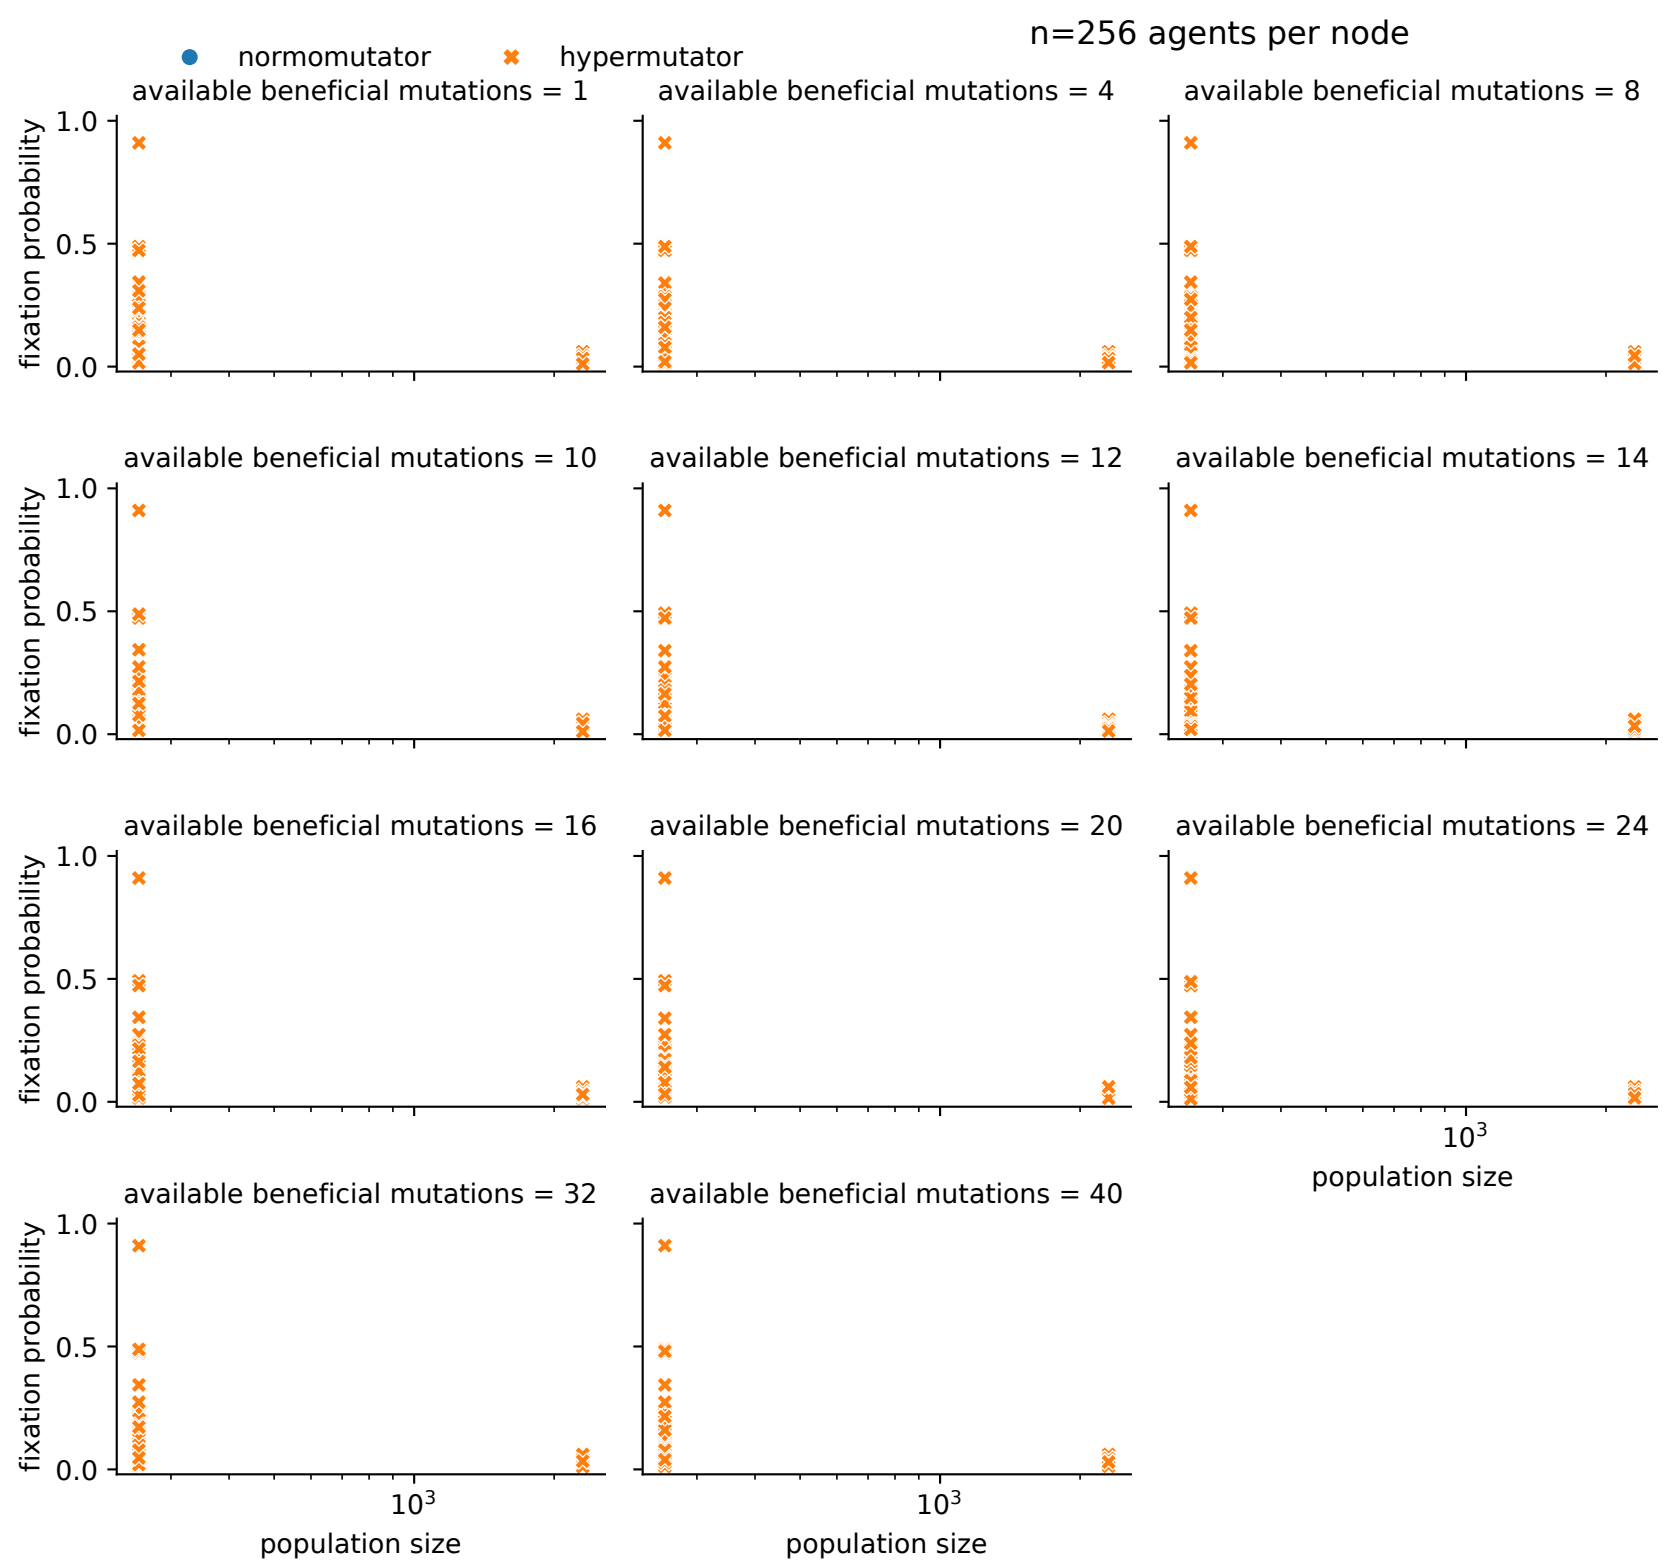 n=256 agents per node
normomutator hypermutator
available beneficial mutations = 1 available beneficial mutations = 4 available beneficial mutations = 8
fixation probability
1.0
0.5
0.0
available beneficial mutations = 10 available beneficial mutations = 12 available beneficial mutations = 14
fixation probability
1.0
0.5
0.0
available beneficial mutations = 16 available beneficial mutations = 20 available beneficial mutations = 24
fixation probability
1.0
0.5
0.0
10³
population size
available beneficial mutations = 32 available beneficial mutations = 40
fixation probability
1.0
0.5
0.0
10³ 10³
population size population size